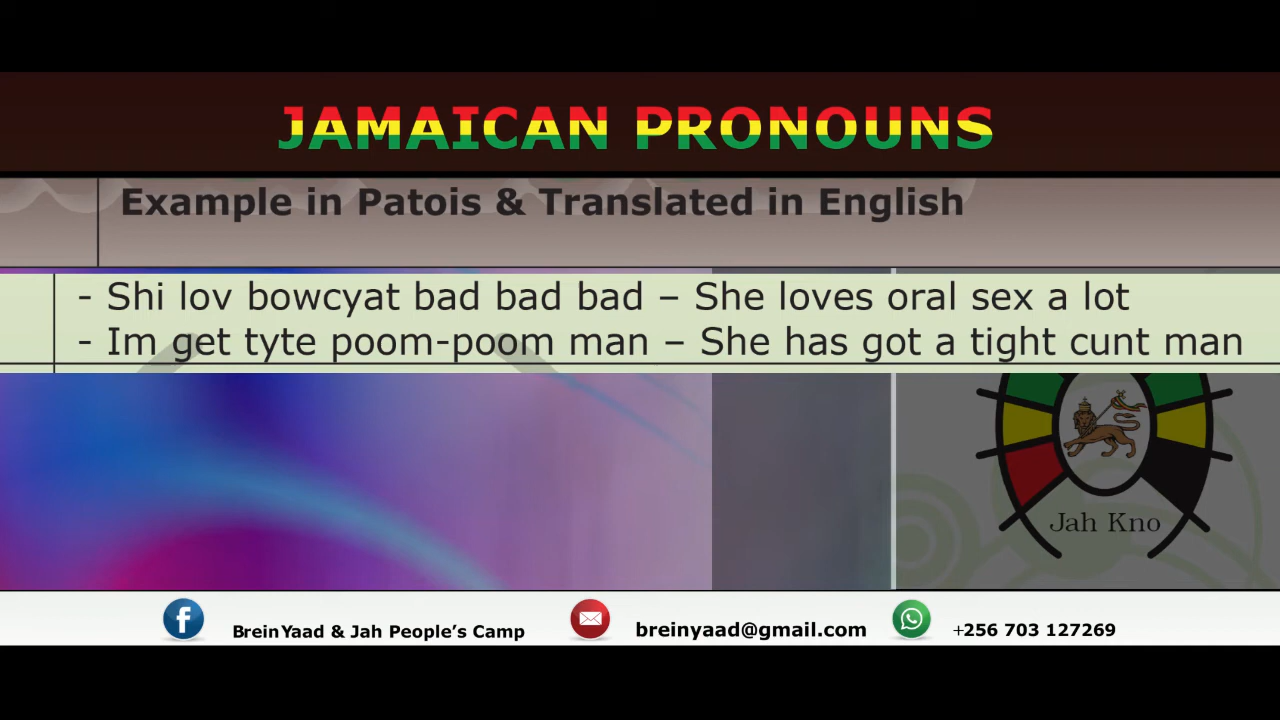 JAMAICAN PRONOUNS
Example in Patois & Translated in English
- Shi lov bowcyat bad bad bad – She loves oral sex a lot
- Im get tyte poom-poom man – She has got a tight cunt man
Jah Kno
BreinYaad & Jah People’s Camp
breinyaad@gmail.com
+256 703 127269